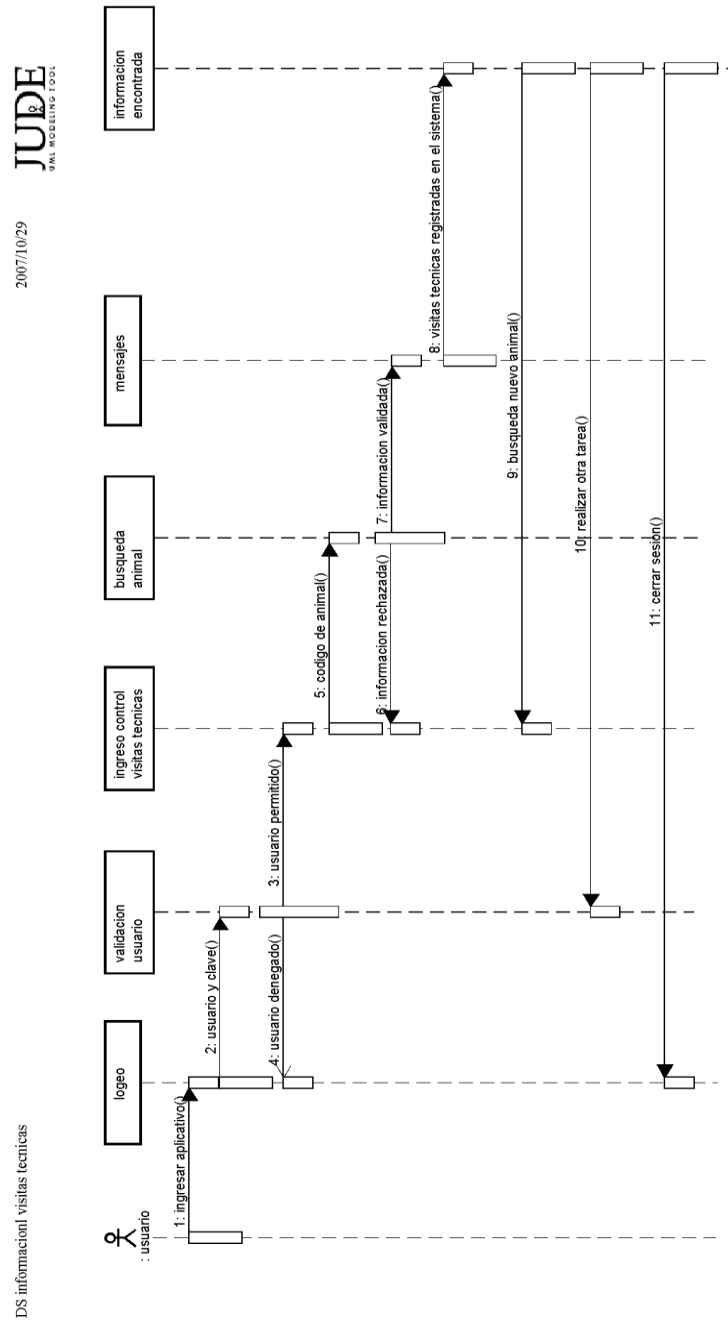 DS informacionl visitas tecnicas
2007/10/29
JUDE
UML MODELING TOOL
: usuario
logeo
validacion
usuario
ingreso control
visitas tecnicas
busqueda
animal
mensajes
informacion
encontrada
1: ingresar aplicativo()
2: usuario y clave()
3: usuario permitido()
4: usuario denegado()
5: codigo de animal()
6: informacion rechazada()
7: informacion validada()
8: visitas tecnicas registradas en el sistema()
9: busqueda nuevo animal()
10: realizar otra tarea()
11: cerrar sesion()